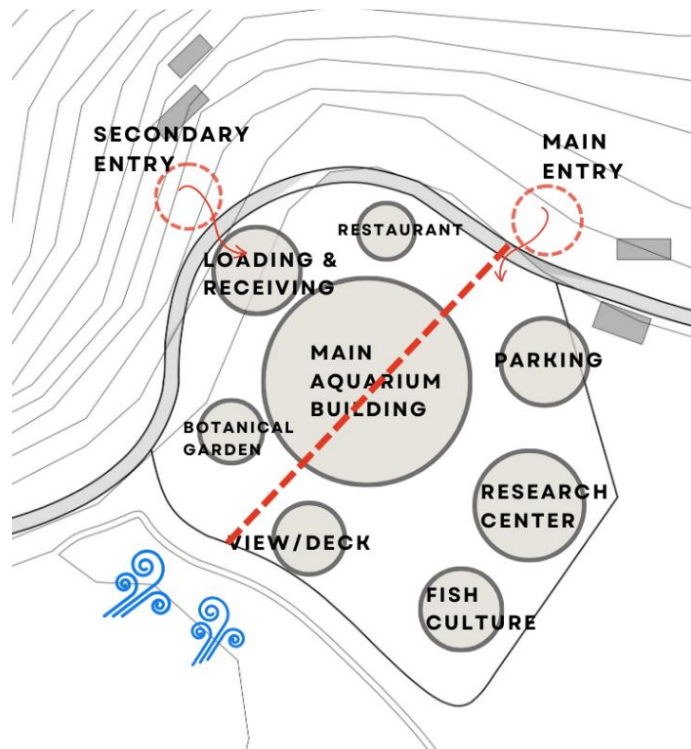 SECONDARY
ENTRY
MAIN
ENTRY
RESTAURANT
LOADING &
RECEIVING
MAIN
AQUARIUM
BUILDING
PARKING
BOTANICAL
GARDEN
RESEARCH
CENTER
VIEW/DECK
FISH
CULTURE